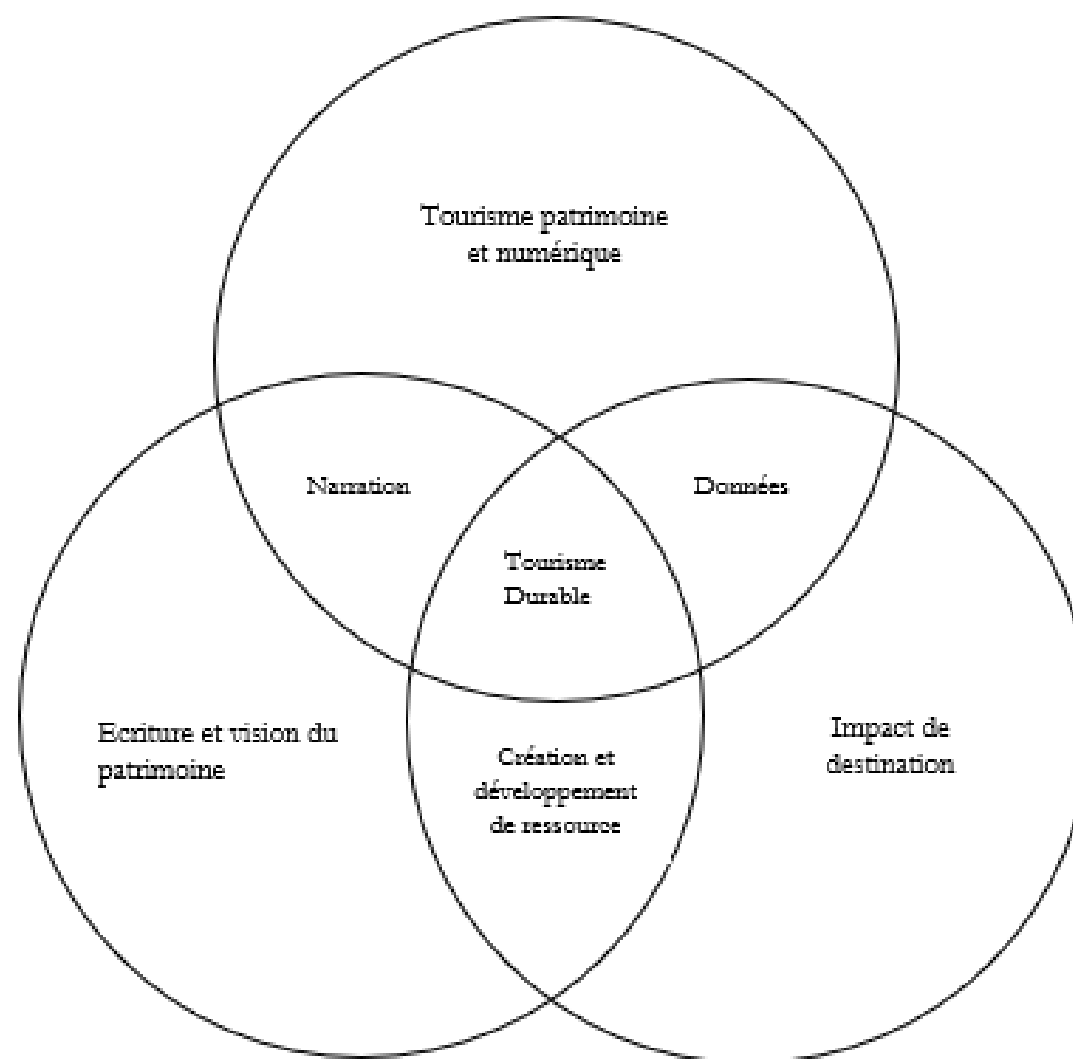 Tourisme patrimoine
et numérique
Narration
Données
Tourisme
Durable
Ecriture et vision du
patrimoine
Création et
développement
de ressource
Impact de
destination